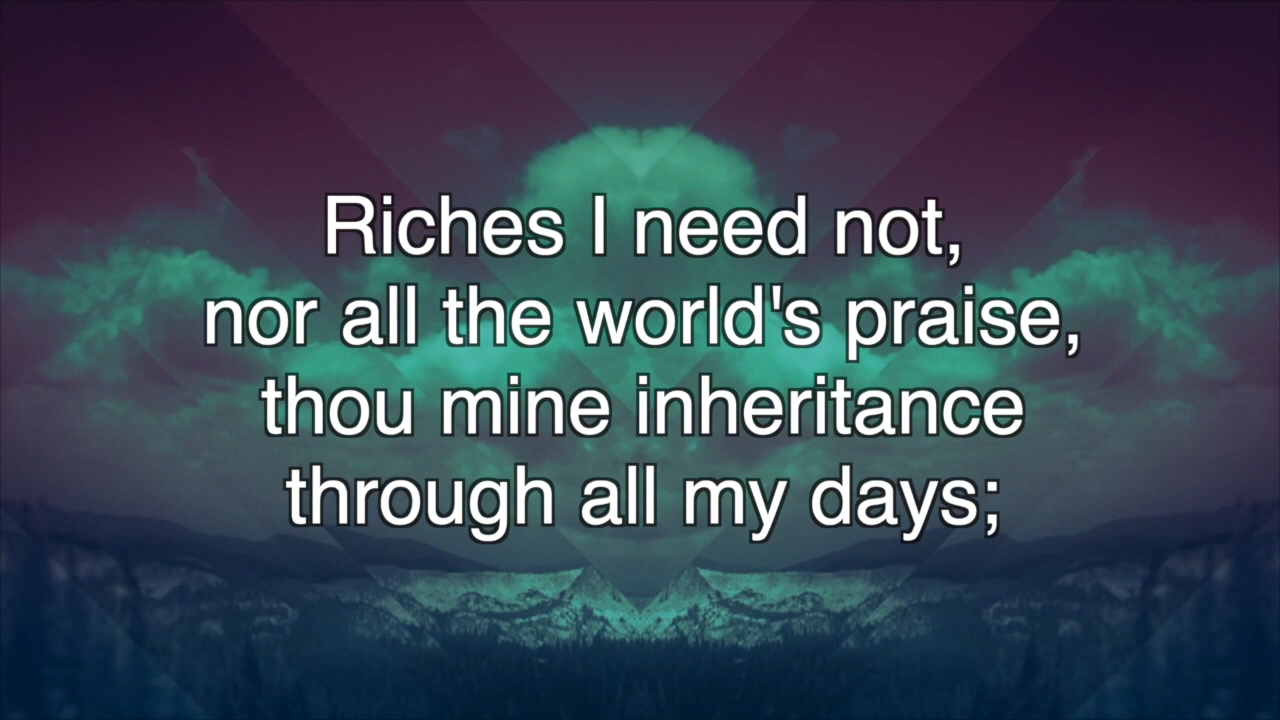 Riches I need not,
nor all the world's praise,
thou mine inheritance
through all my days;